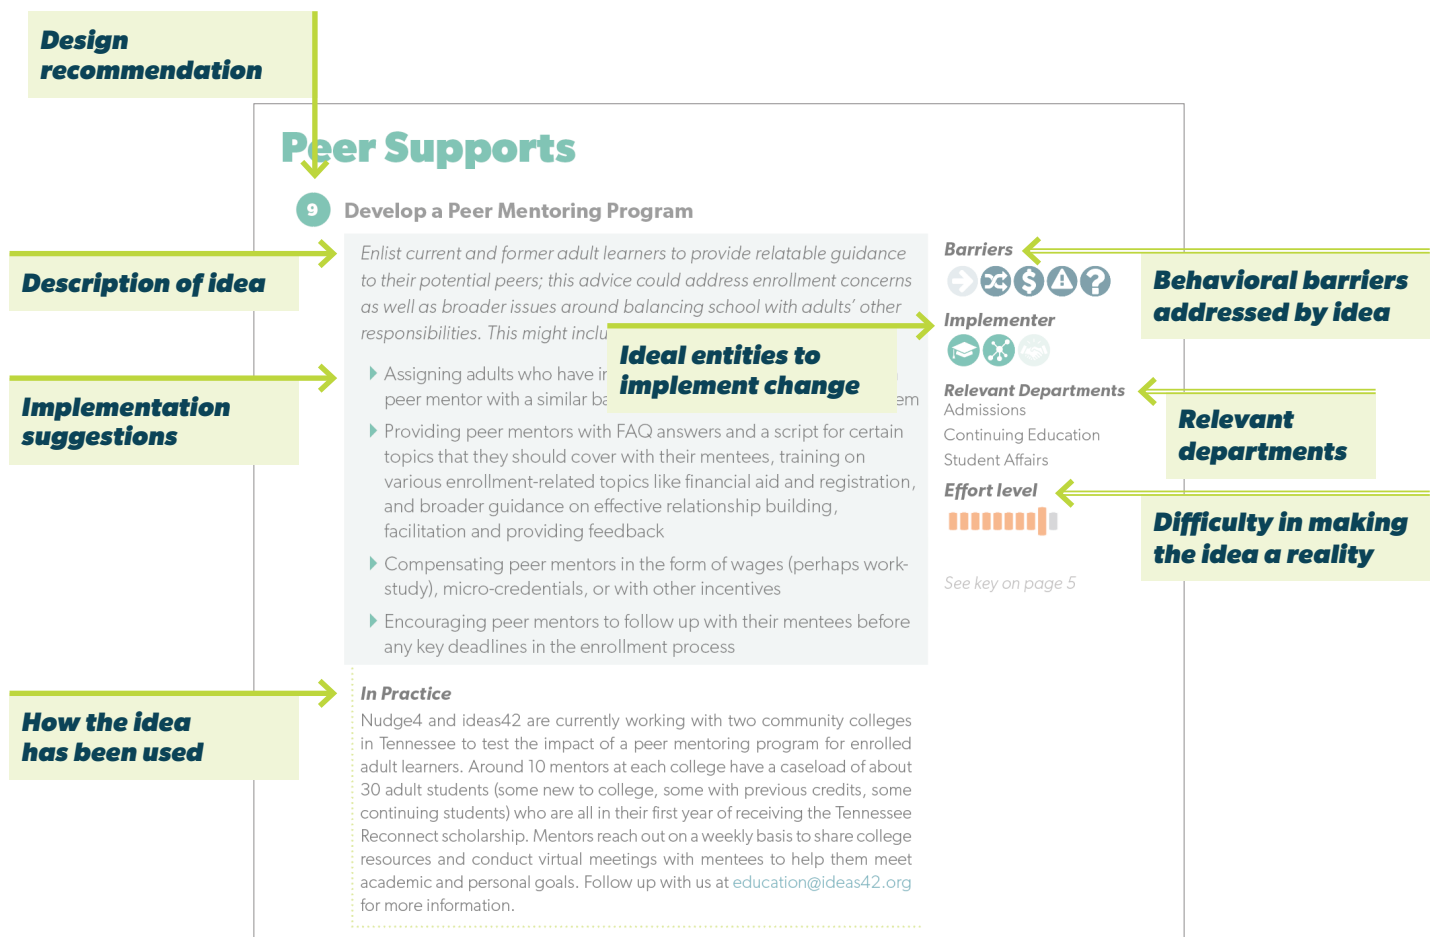 Design
recommendation
Peer Supports
9 Develop a Peer Mentoring Program
Description of idea
Enlist current and former adult learners to provide relatable guidance
to their potential peers; this advice could address enrollment concerns
as well as broader issues around balancing school with adults’ other
responsibilities. This might
Ideal entities to
implement change
Implementation
suggestions
Assigning adults who have
peer mentor with a similar
Providing peer mentors with FAQ answers and a script for certain
topics that they should cover with their mentees, training on
various enrollment-related topics like financial aid and registration,
and broader guidance on effective relationship building,
facilitation and providing feedback
Compensating peer mentors in the form of wages (perhaps work-
study), micro-credentials, or with other incentives
Encouraging peer mentors to follow up with their mentees before
any key deadlines in the enrollment process
Barriers
$ ?
Behavioral barriers
addressed by idea
Implementer
Relevant Departments
Admissions
Continuing Education
Student Affairs
Relevant
departments
Effort level
Difficulty in making
the idea a reality
See key on page 5
How the idea
has been used
In Practice
Nudge4 and ideas42 are currently working with two community colleges
in Tennessee to test the impact of a peer mentoring program for enrolled
adult learners. Around 10 mentors at each college have a caseload of about
30 adult students (some new to college, some with previous credits, some
continuing students) who are all in their first year of receiving the Tennessee
Reconnect scholarship. Mentors reach out on a weekly basis to share college
resources and conduct virtual meetings with mentees to help them meet
academic and personal goals. Follow up with us at education@ideas42.org
for more information.